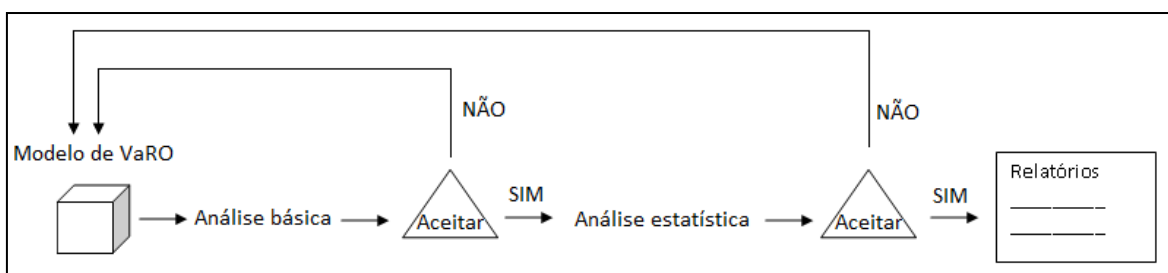 NÃO
NÃO
Modelo de VaRO
Análise básica
Aceitar
SIM
Análise estatística
Aceitar
SIM
Relatórios